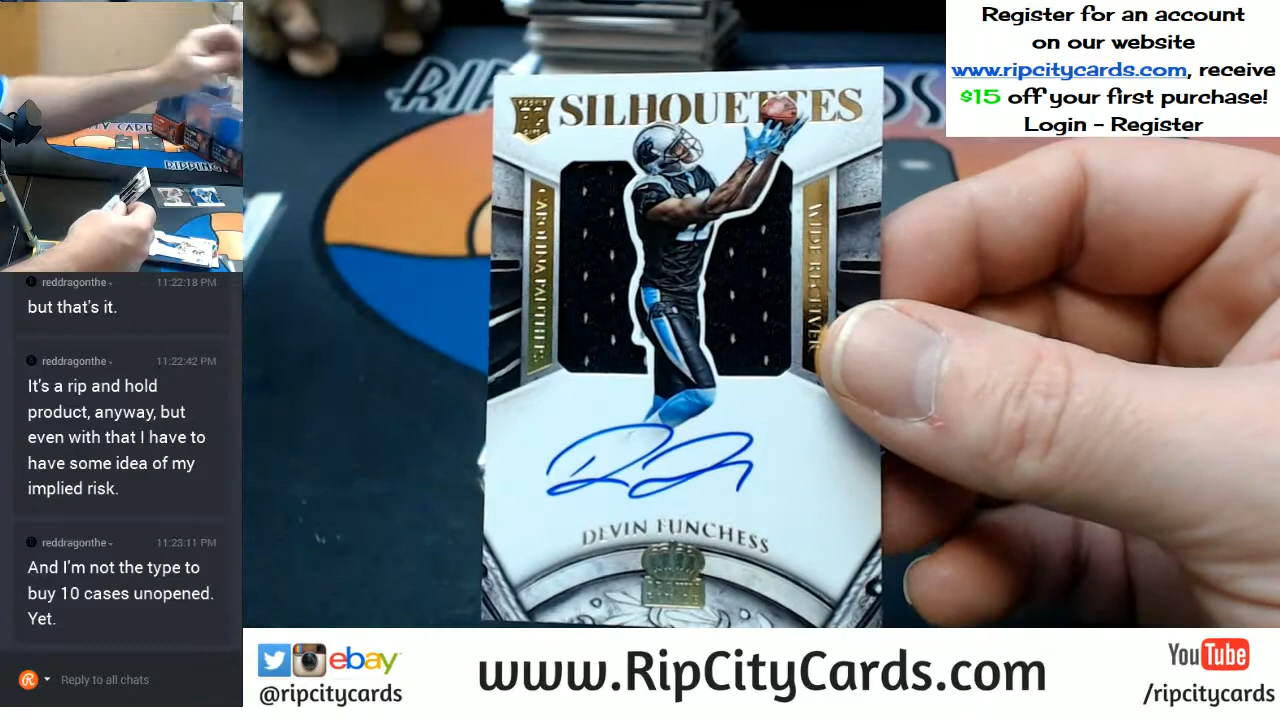 Register for an account
on our website
www.ripcitycards.com, receive
$15 off your first purchase!
Login - Register
RIPPING
reddragonthe
11:22:18 PM
but that's it.
reddragonthe
11:22:42 PM
It's a rip and hold
product, anyway, but
even with that I have to
have some idea of my
implied risk.
reddragonthe
11:23:11 PM
And I'm not the type to
buy 10 cases unopened.
Yet.
Reply to all chats
RIP
SILHOUETTES
CAROLINA PANTHERS
WIDE RECEIVER
DEVIN FUNCHESS
ebay
@ripcitycards
www.RipCityCards.com
YouTube
/ripcitycards